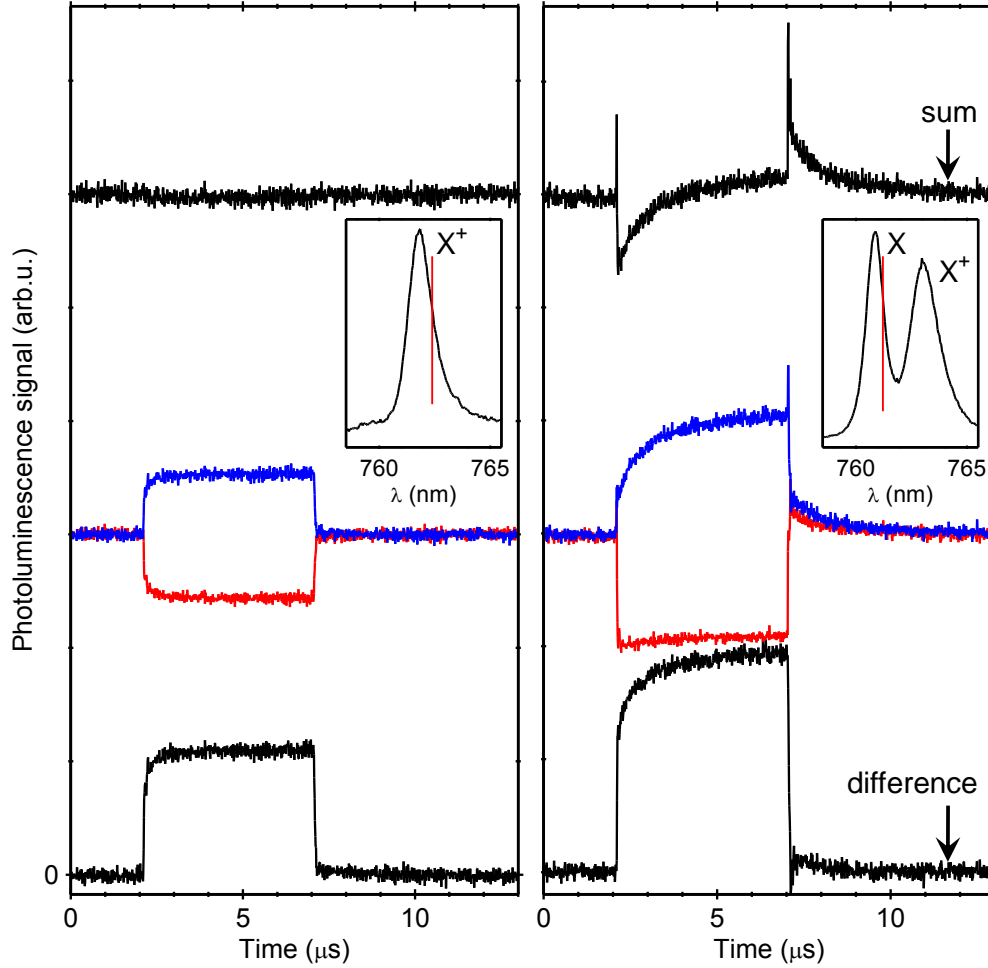 Photoluminescence signal (arb.u.)
0
0
5
10
Time (μs)
X⁺
760
765
λ (nm)
sum
X
X⁺
760
765
λ (nm)
difference
0
5
10
Time (μs)